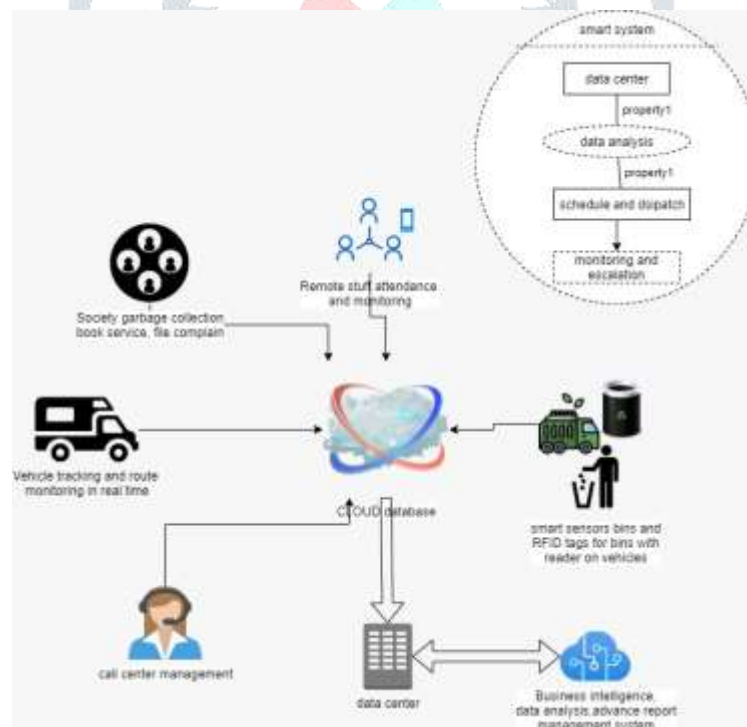 smart system
data center
property1
data analysis
property1
schedule and doipatch
monitoring and
escalation
Remote stuff attendance
and monitoring
Society garbage collection
book service, file complain
Vehicle tracking and route
monitoring in real time
CLOUD database
smart sensors bins and
RFID tags for bins with
reader on vehicles
call center management
data center
Business intelligence,
data analysis,advance report
management system